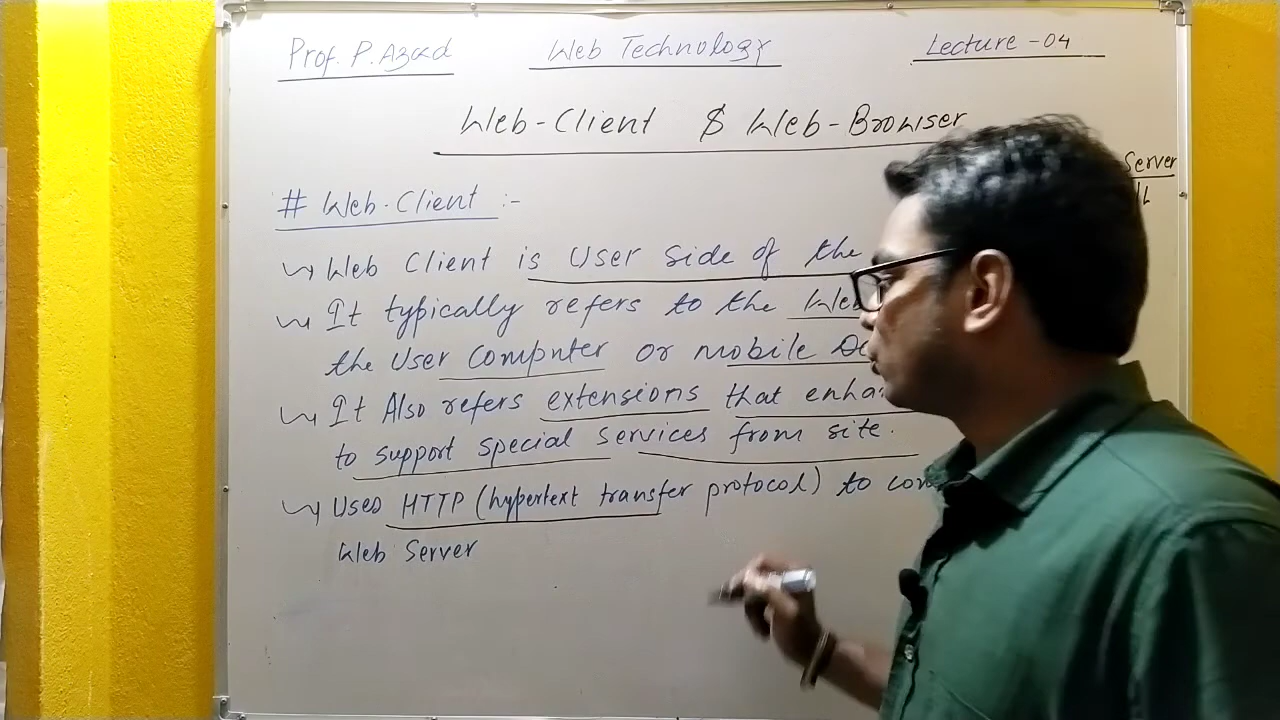 Prof. P. Azad Web Technology Lecture - 04
Web-Client & Web-Browser
Server
# Web-Client :-
Web Client is User side of the
It typically refers to the Web
the User Computer or mobile De
It Also refers extensions that enha
to support special services from site.
Used HTTP (hypertext transfer protocol) to con
Web Server